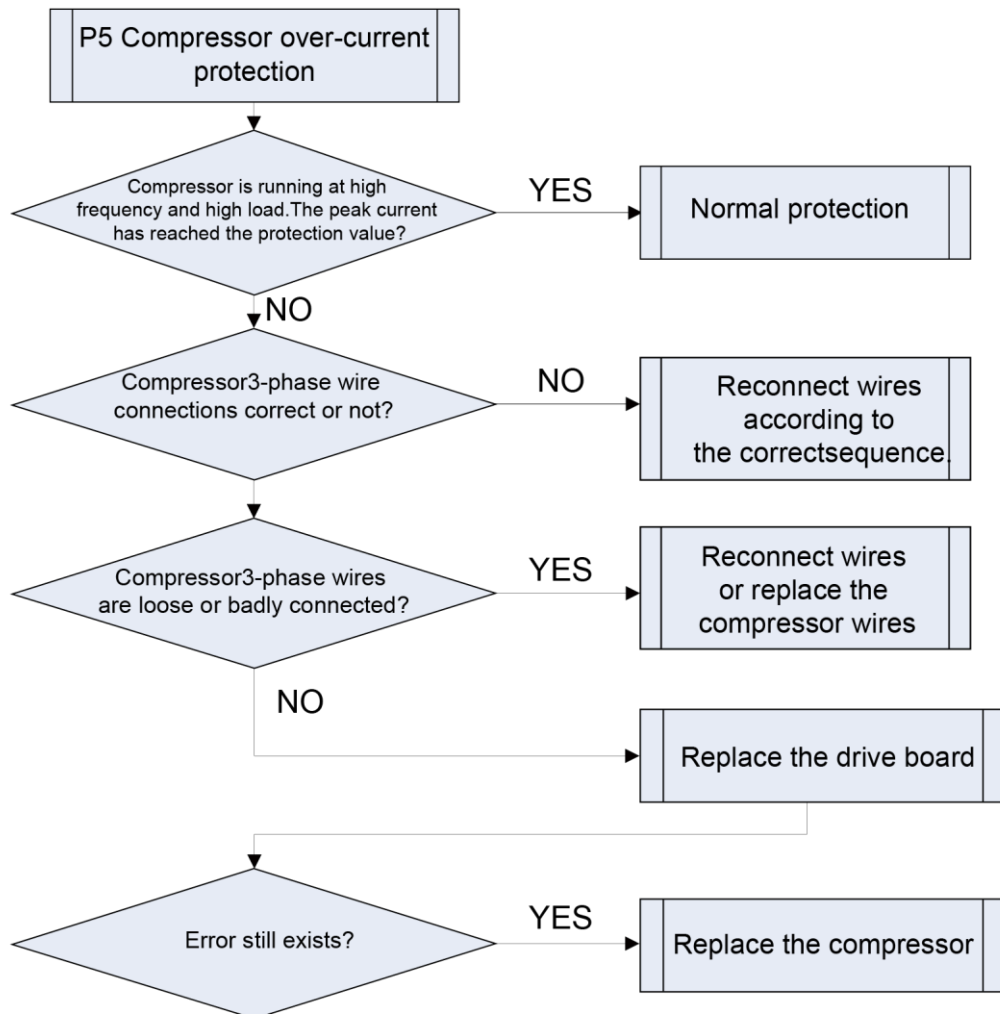 P5 Compressor over-current
protection
Compressor is running at high
frequency and high load.The peak current
has reached the protection value?
YES
Normal protection
NO
Compressor3-phase wire
connections correct or not?
NO
Reconnect wires
according to
the correctsequence.
Compressor3-phase wires
are loose or badly connected?
YES
Reconnect wires
or replace the
compressor wires
NO
Replace the drive board
Error still exists?
YES
Replace the compressor